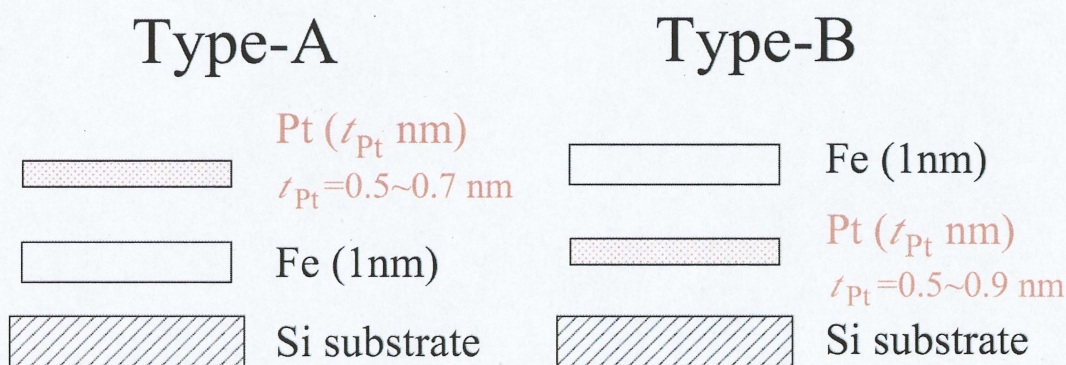 Type-A
Pt (tPt nm)
tPt=0.5~0.7 nm
Fe (1nm)
Si substrate
Type-B
Fe (1nm)
Pt (tPt nm)
tPt=0.5~0.9 nm
Si substrate